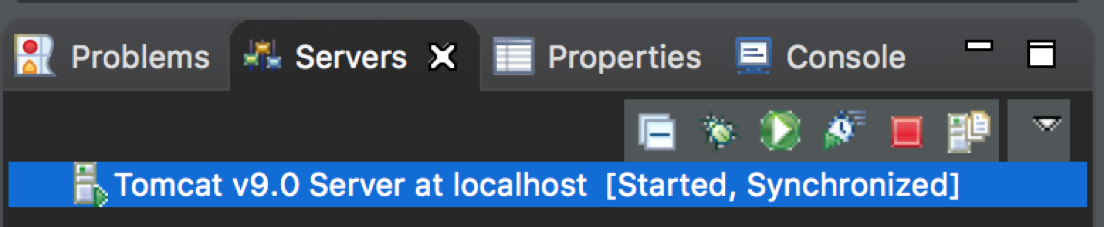 Problems Servers Properties Console
Tomcat v9.0 Server at localhost [Started, Synchronized]